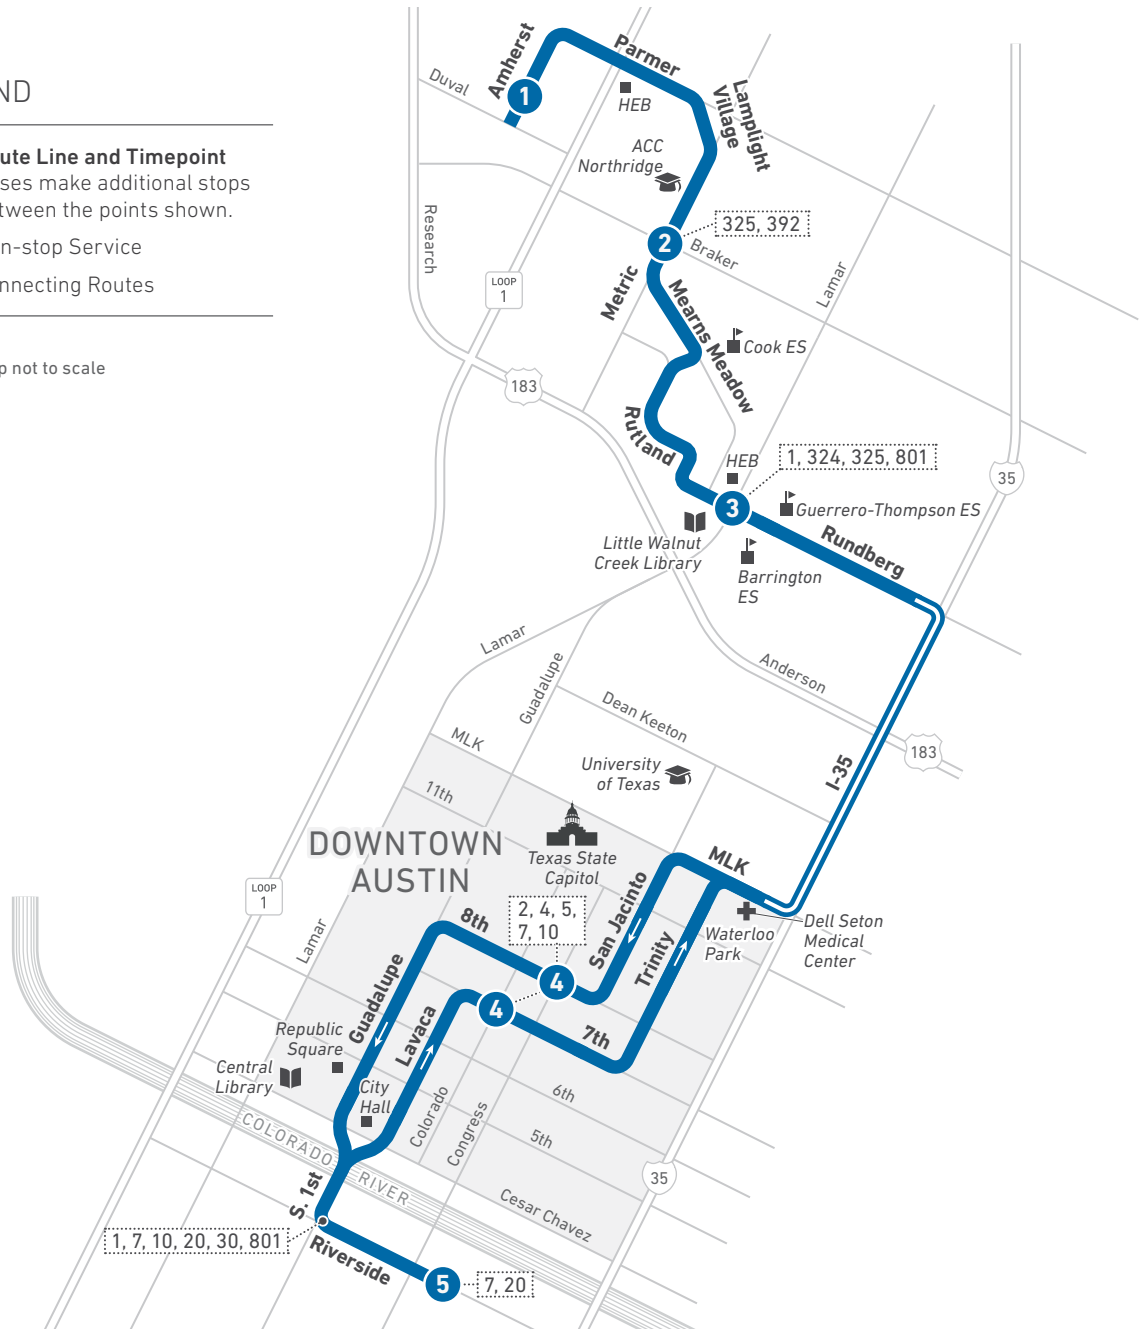 ND
ute Line and Timepoint
ses make additional stops
tween the points shown.
n-stop Service
nnecting Routes
p not to scale
Amherst
Parmer
Duval
1
HEB
Lamplight
Village
ACC
Northridge
325, 392
2
Braker
Research
LOOP
1
Metric
Mearns Meadow
Lamar
Cook ES
183
Rutland
HEB
1, 324, 325, 801
35
3
Guerrero-Thompson ES
Little Walnut
Creek Library
Rundberg
Barrington
ES
Lamar
Guadalupe
Anderson
Dean Keeton
MLK
183
University
of Texas
I-35
11th
DOWNTOWN
AUSTIN
Texas State
Capitol
MLK
LOOP
1
8th
2, 4, 5,
7, 10
San Jacinto
Trinity
Waterloo
Park
Dell Seton
Medical
Center
Lamar
Guadalupe
4
4
Lavaca
7th
Republic
Square
Central
Library
City
Hall
Colorado
Congress
6th
5th
COLORADO RIVER
35
S. 1st
Cesar Chavez
1, 7, 10, 20, 30, 801
Riverside
5
7, 20